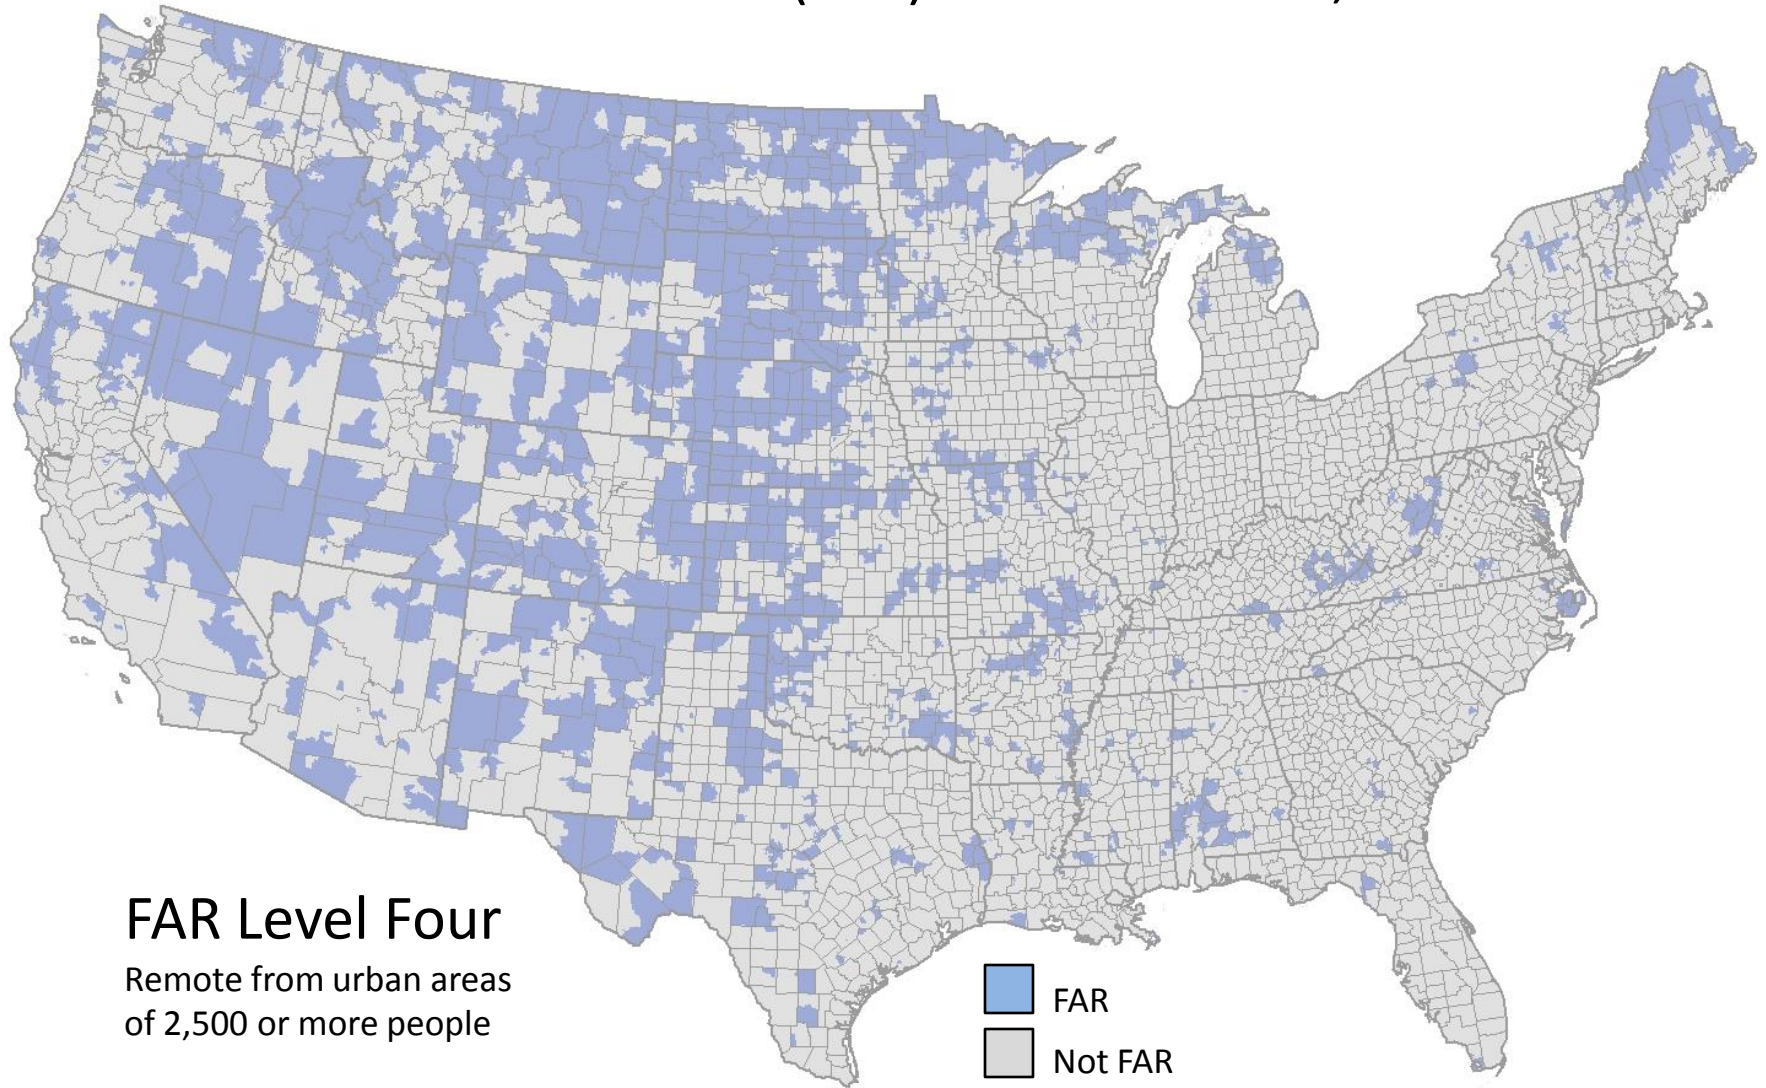 FAR Level Four
Remote from urban areas
of 2,500 or more people
FAR
Not FAR